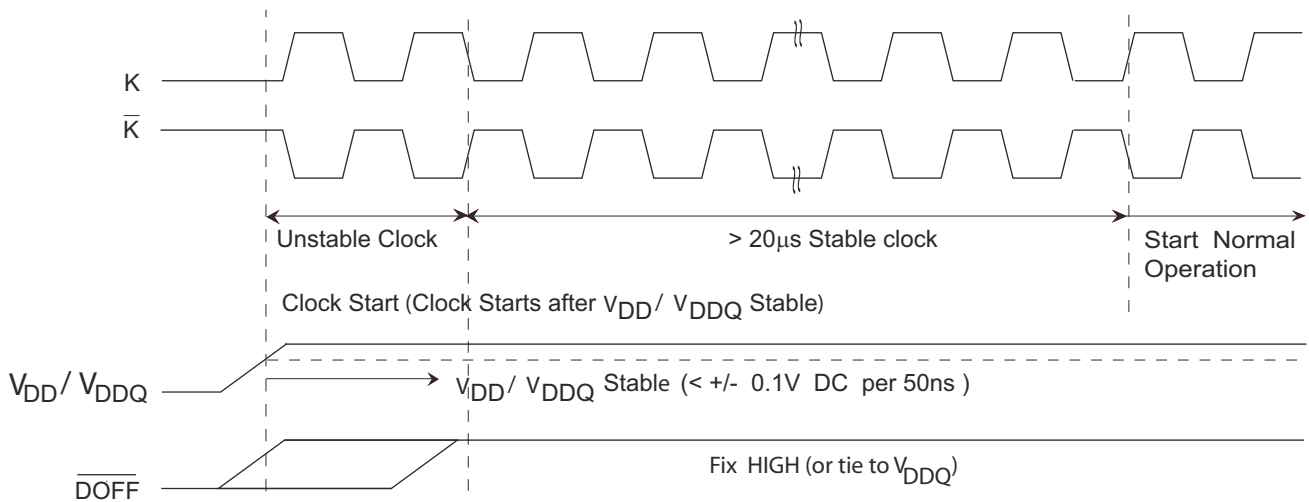 K
K̅
Unstable Clock
> 20μs Stable clock
Start Normal
Operation
Clock Start (Clock Starts after VDD / VDDQ Stable)
VDD / VDDQ
VDD / VDDQ Stable (< +/- 0.1V DC per 50ns )
Fix HIGH (or tie to VDDQ)
D̅O̅F̅F̅